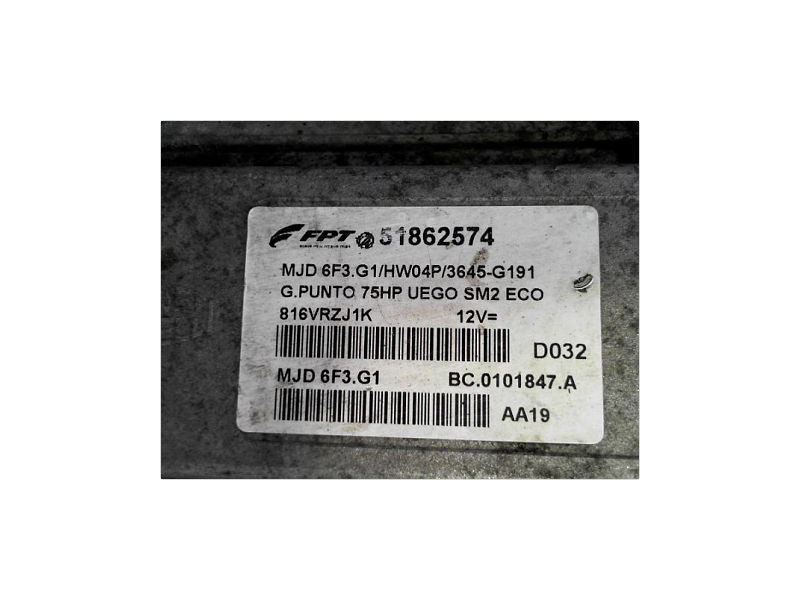 FPT 51862574
MJD 6F3.G1/HW04P/3645-G191
G.PUNTO 75HP UEGO SM2 ECO
816VRZJ1K 12V=
D032
MJD 6F3.G1 BC.0101847.A
AA19